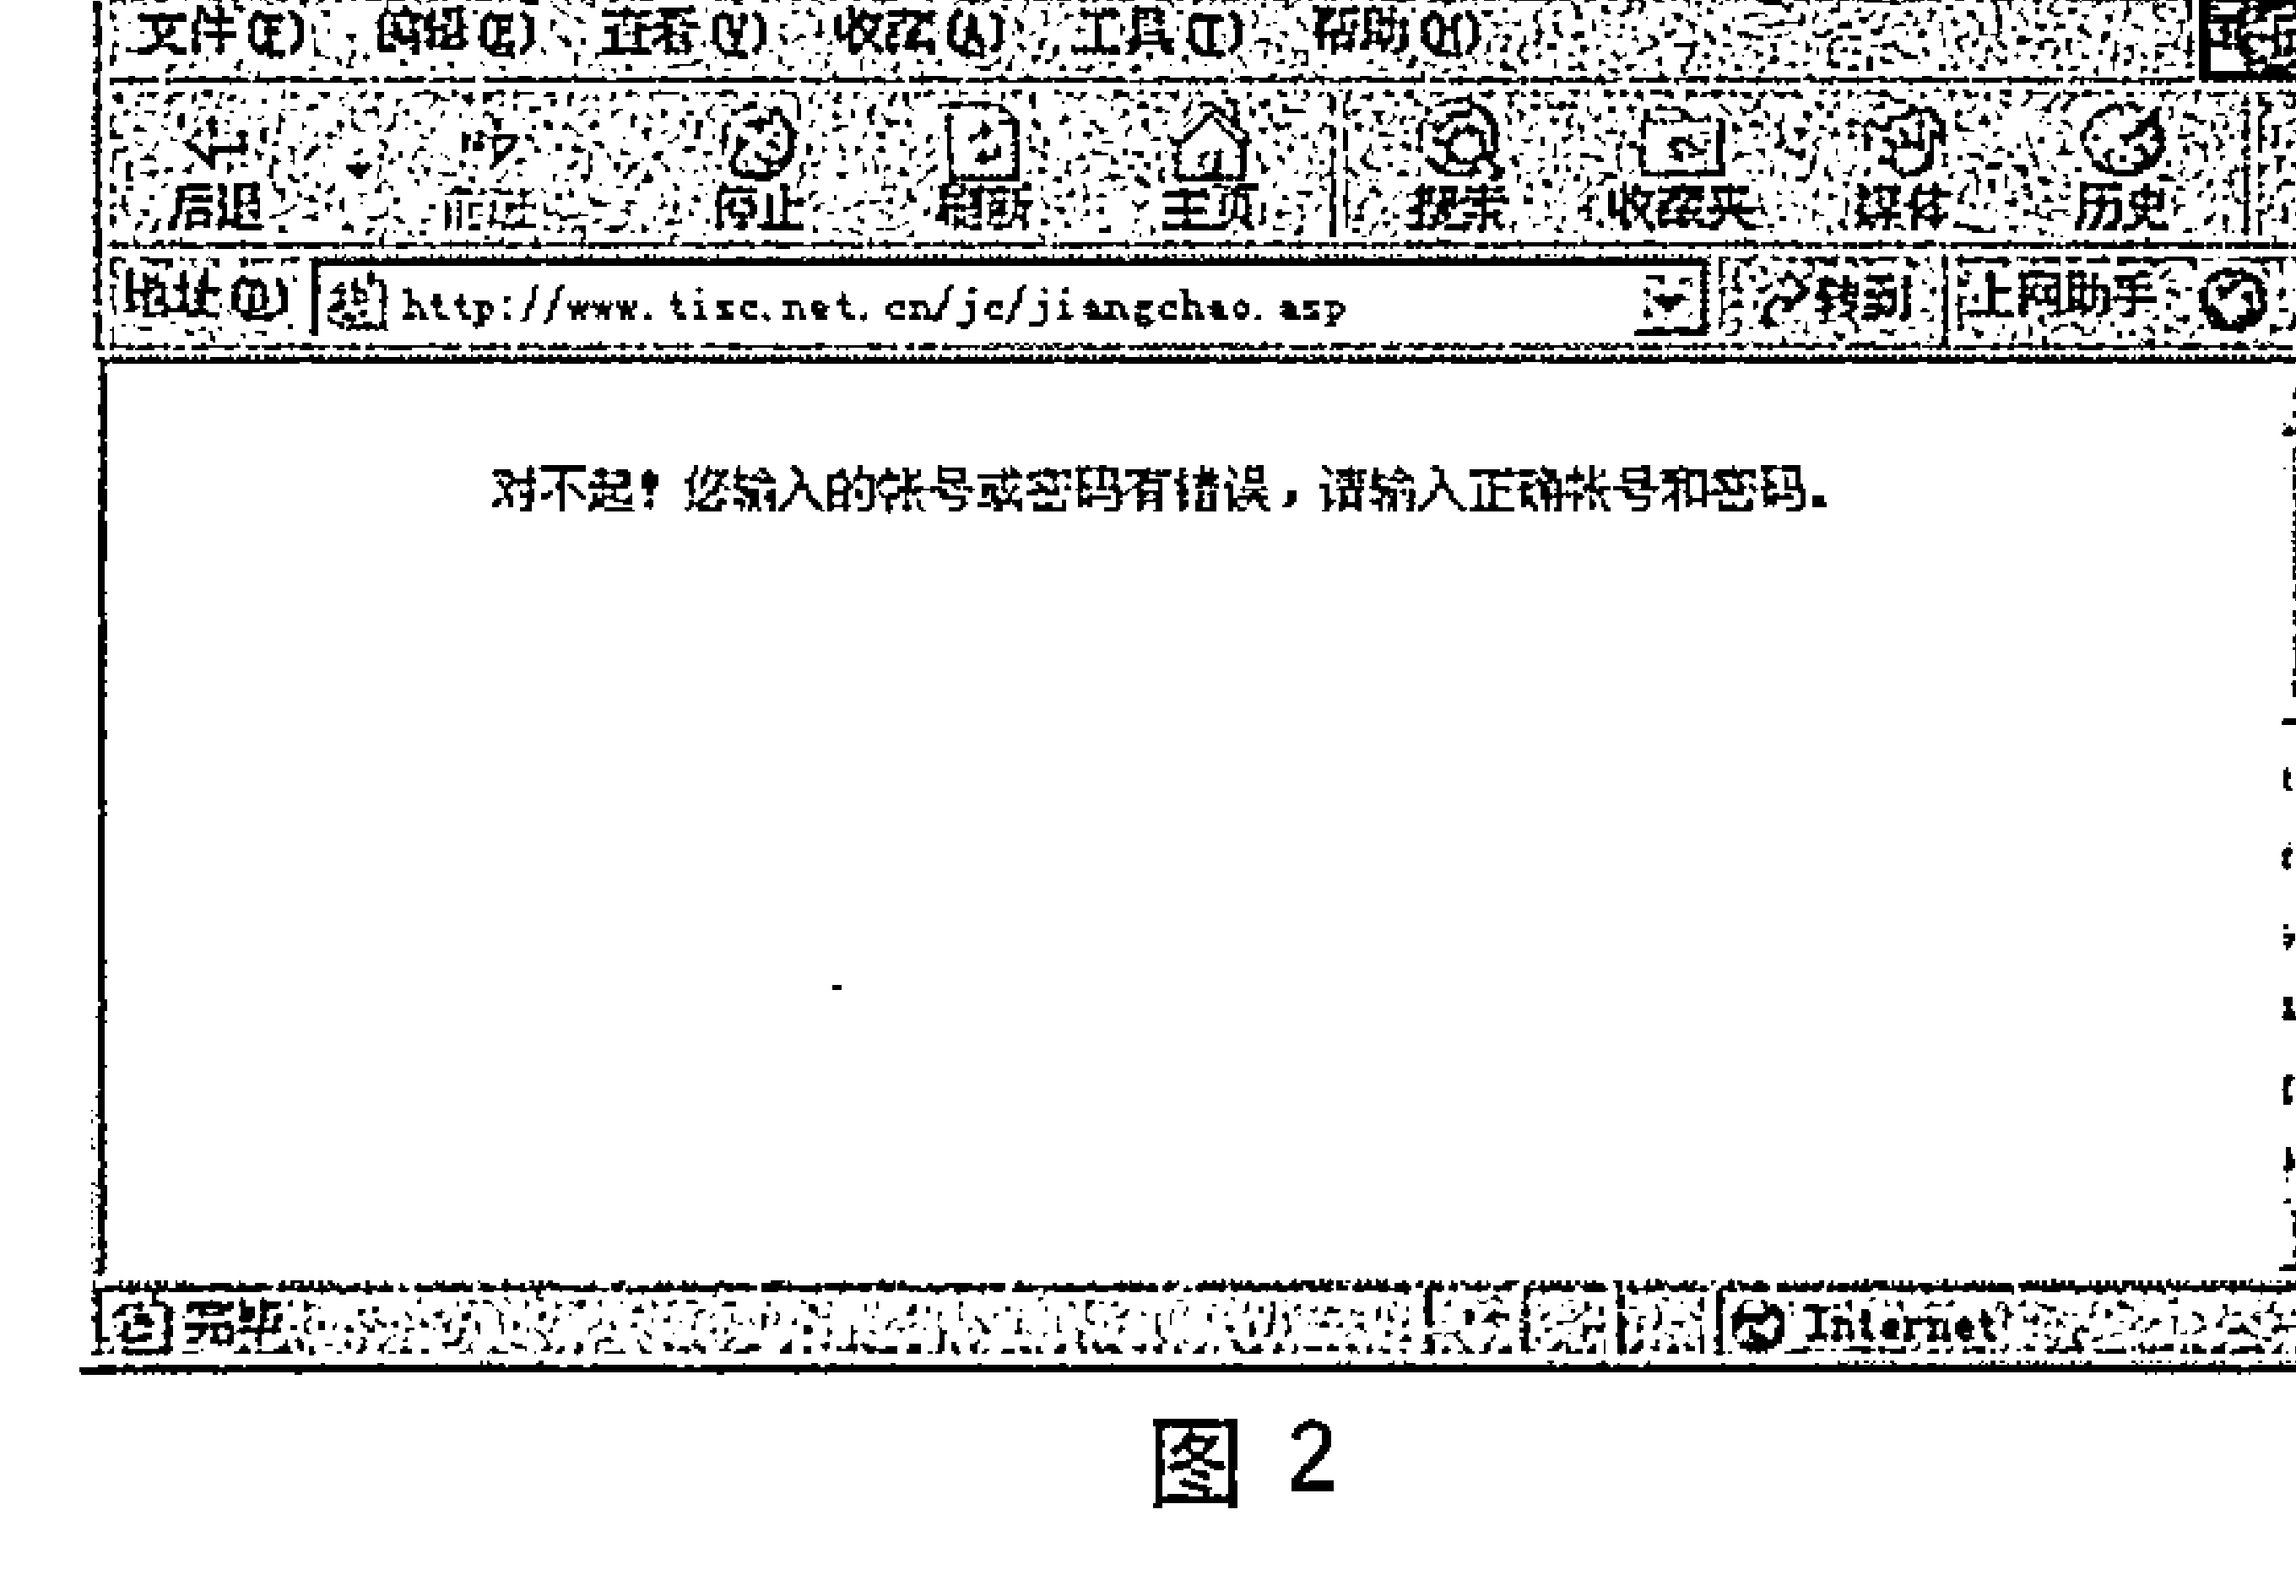 文件(F) 编辑(E) 查看(V) 收藏(A) 工具(T) 帮助(H)
后退 前进 停止 刷新 主页 搜索 收藏夹 媒体 历史
地址(D) http://www.tisc.net.cn/jc/jiangchao.asp 转到 上网助手
对不起！您输入的帐号或密码有错误，请输入正确帐号和密码.
完毕 Internet
图 2